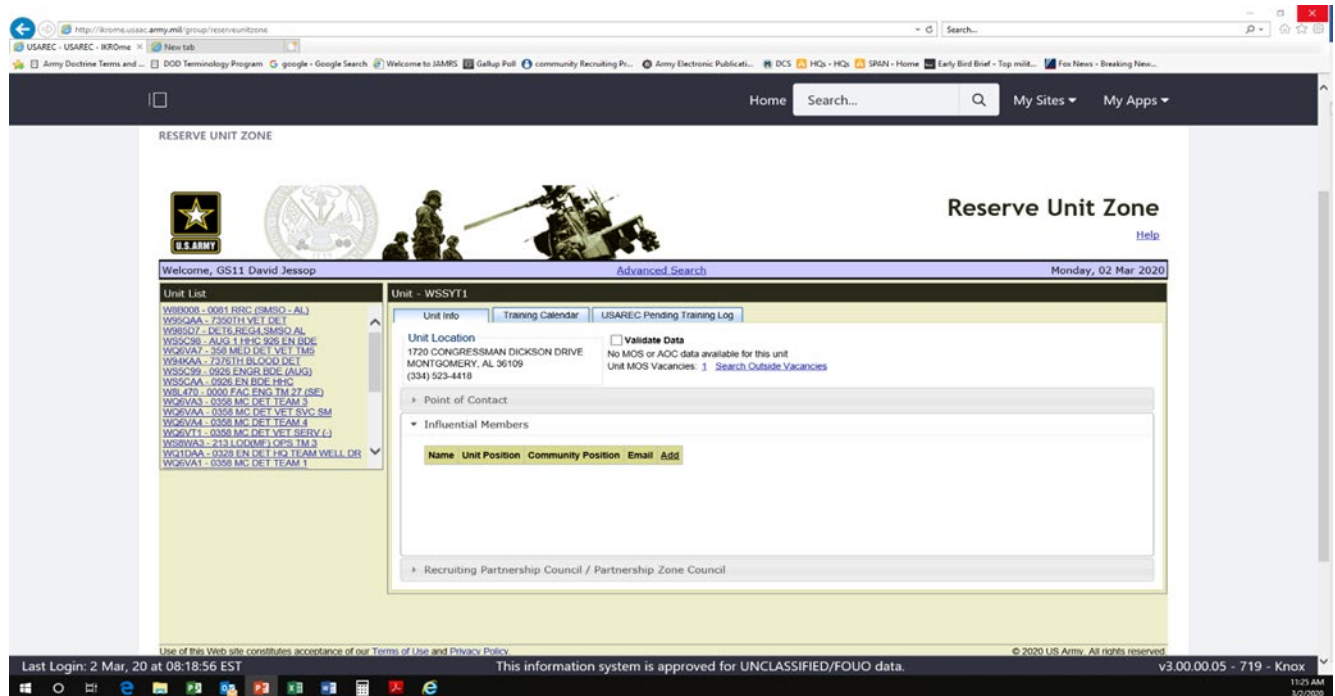 http://ikrome.usaac.army.mil/group/reserveunitzone
Search...
USAREC - USAREC - IKROme
New tab
Army Doctrine Terms and ...
DOD Terminology Program
google - Google Search
Welcome to JAMRS
Gallup Poll
community Recruiting Pr...
Army Electronic Publicati...
DCS
HQs - HQs
SPAN - Home
Early Bird Brief - Top milit...
Fox News - Breaking New...
Home
Search...
My Sites
My Apps
RESERVE UNIT ZONE
U.S.ARMY
Reserve Unit Zone
Help
Welcome, GS11 David Jessop
Advanced Search
Monday, 02 Mar 2020
Unit List
W8B008 - 0081 RRC (SMSO - AL)
W95QAA - 7350TH VET DET
W985D7 - DET6,REG4,SMSO AL
WS5C98 - AUG 1 HHC 926 EN BDE
WQ6VA7 - 358 MED DET VET TM5
W94KAA - 7376TH BLOOD DET
WS5C99 - 0926 ENGR BDE (AUG)
WS5CAA - 0926 EN BDE HHC
W8L470 - 0000 FAC ENG TM 27 (SE)
WQ6VA3 - 0358 MC DET TEAM 3
WQ6VAA - 0358 MC DET VET SVC SM
WQ6VA4 - 0358 MC DET TEAM 4
WQ6VT1 - 0358 MC DET VET SERV (-)
WS8WA3 - 213 LOD(MF) OPS TM 3
WQ1DAA - 0328 EN DET HQ TEAM WELL DR
WQ6VA1 - 0358 MC DET TEAM 1
Unit - WSSYT1
Unit Info
Training Calendar
USAREC Pending Training Log
Unit Location
1720 CONGRESSMAN DICKSON DRIVE
MONTGOMERY, AL 36109
(334) 523-4418
Validate Data
No MOS or AOC data available for this unit
Unit MOS Vacancies: 1 Search Outside Vacancies
Point of Contact
Influential Members
Name Unit Position Community Position Email Add
Recruiting Partnership Council / Partnership Zone Council
Use of this Web site constitutes acceptance of our Terms of Use and Privacy Policy.
© 2020 US Army. All rights reserved.
Last Login: 2 Mar, 20 at 08:18:56 EST
This information system is approved for UNCLASSIFIED/FOUO data.
v3.00.00.05 - 719 - Knox
11:25 AM
3/2/2020